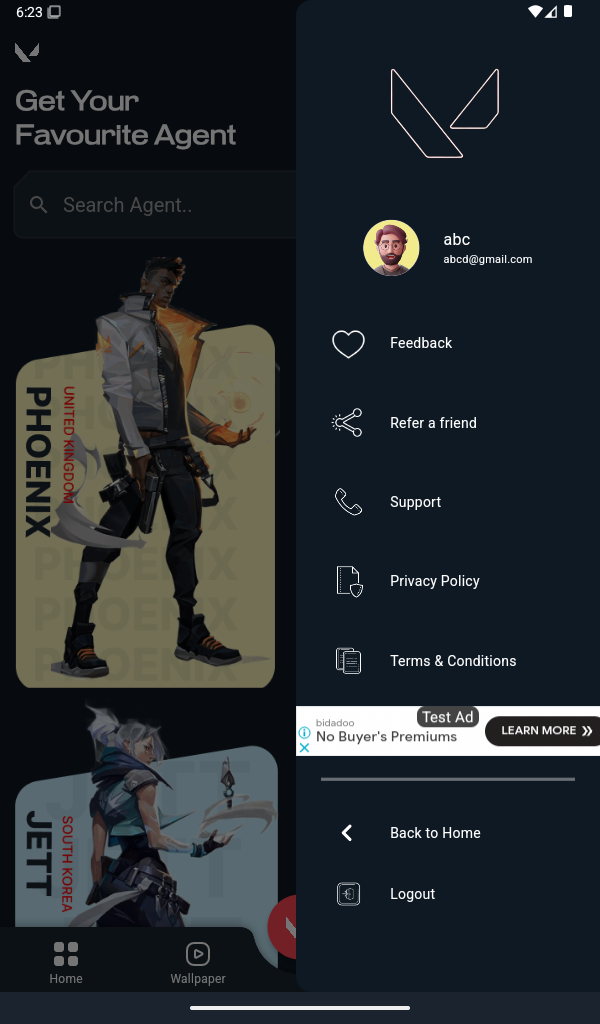 6:23
Get Your
Favourite Agent
Search Agent..
PHOENIX
UNITED KINGDOM
PHOENIX
PHOENIX
PHOENIX
JETT
SOUTH KOREA
JETT
Home
Wallpaper
abc
abcd@gmail.com
Feedback
Refer a friend
Support
Privacy Policy
Terms & Conditions
Test Ad
bidadoo
No Buyer's Premiums
LEARN MORE
Back to Home
Logout